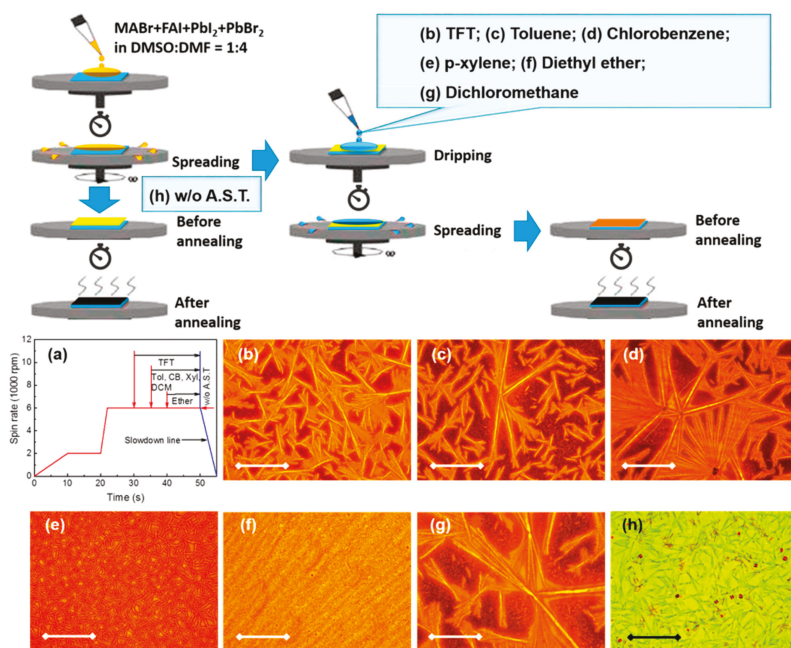 MABr+FAI+PbI2+PbBr2
in DMSO:DMF = 1:4
(b) TFT; (c) Toluene; (d) Chlorobenzene;
(e) p-xylene; (f) Diethyl ether;
(g) Dichloromethane
Spreading
Dripping
ω
(h) w/o A.S.T.
Before
annealing
Spreading
ω
Before
annealing
After
annealing
After
annealing
(a)
TFT
Tol, CB, Xyl,
DCM
Ether
w/o A.S.T
Slowdown line
Spin rate (1000 rpm)
12
10
8
6
4
2
0
0 10 20 30 40 50
Time (s)
(b)
(c)
(d)
(e)
(f)
(g)
(h)